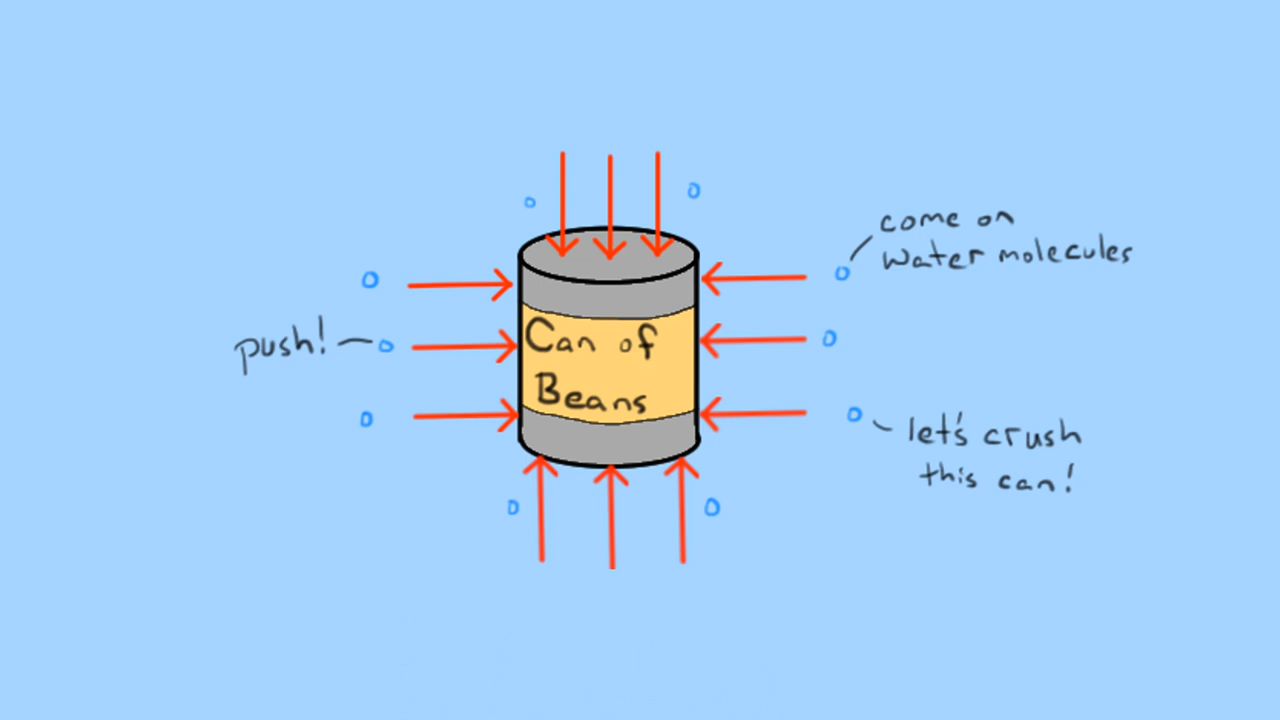 come on
water molecules
push!
Can of
Beans
let's crush
this can!